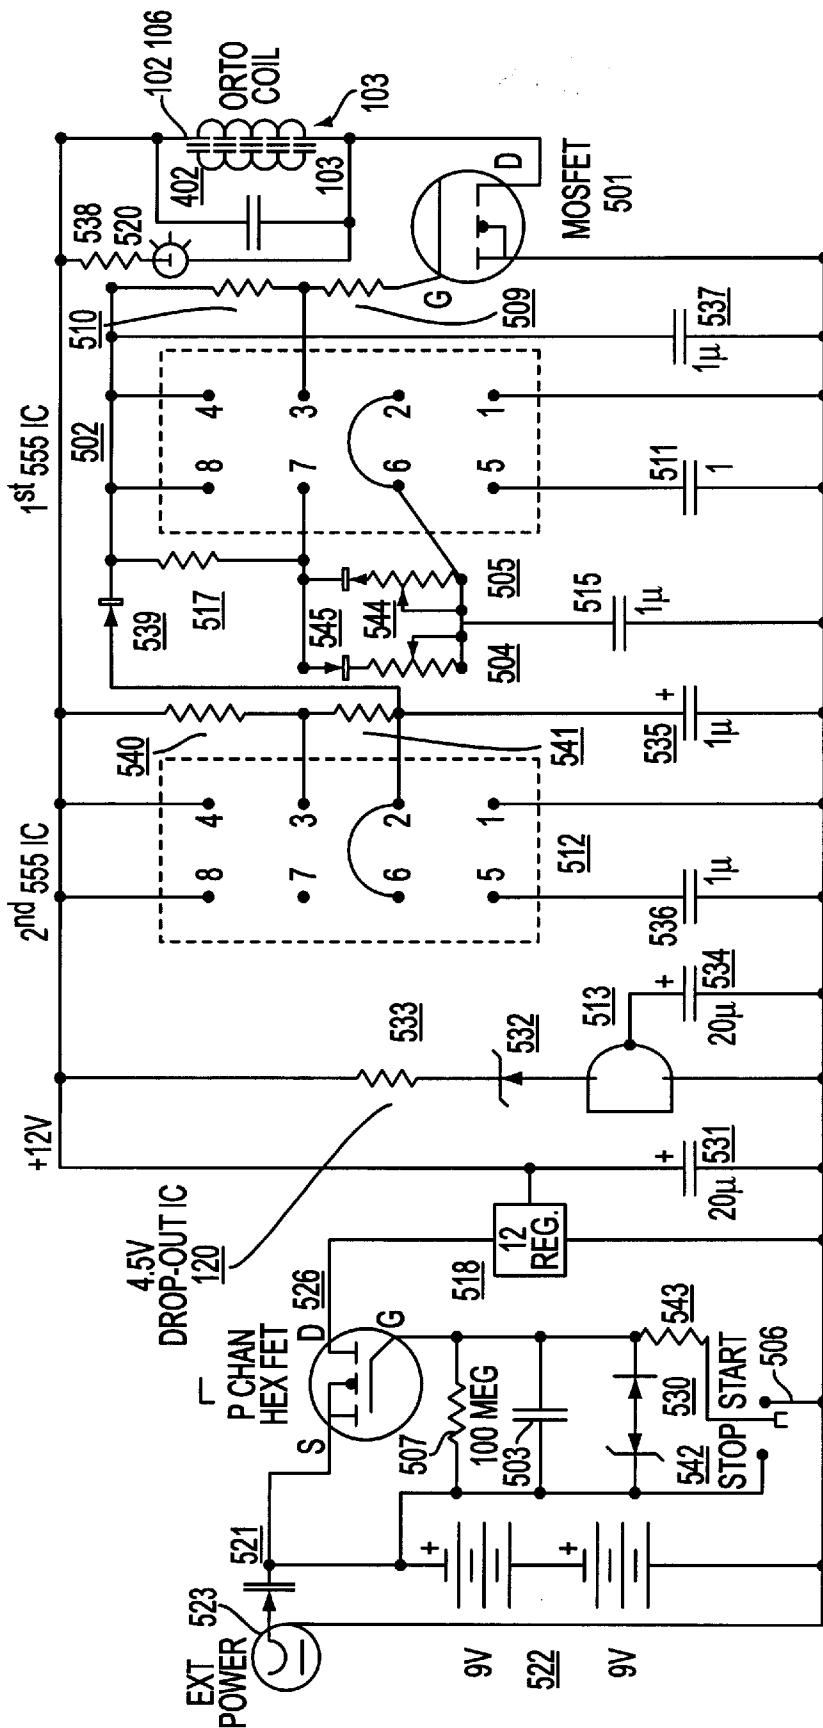 EXT
POWER
523
521
9V
522
9V
+
+
S
D
G
P CHAN
HEX FET
526
507
100 MEG
503
542
530
543
STOP
START
506
4.5V
DROP-OUT IC
120
518
12
REG.
+12V
+
20μ
531
533
532
513
+
20μ
534
2nd 555 IC
8
4
7
3
6
2
5
1
512
536
1μ
540
541
+
535
1μ
539
517
545
544
504
505
515
1μ
1st 555 IC
502
8
4
7
3
6
2
5
1
511
1
510
509
537
1μ
538
520
G
D
MOSFET
501
402
103
102 106
ORTO
COIL
103